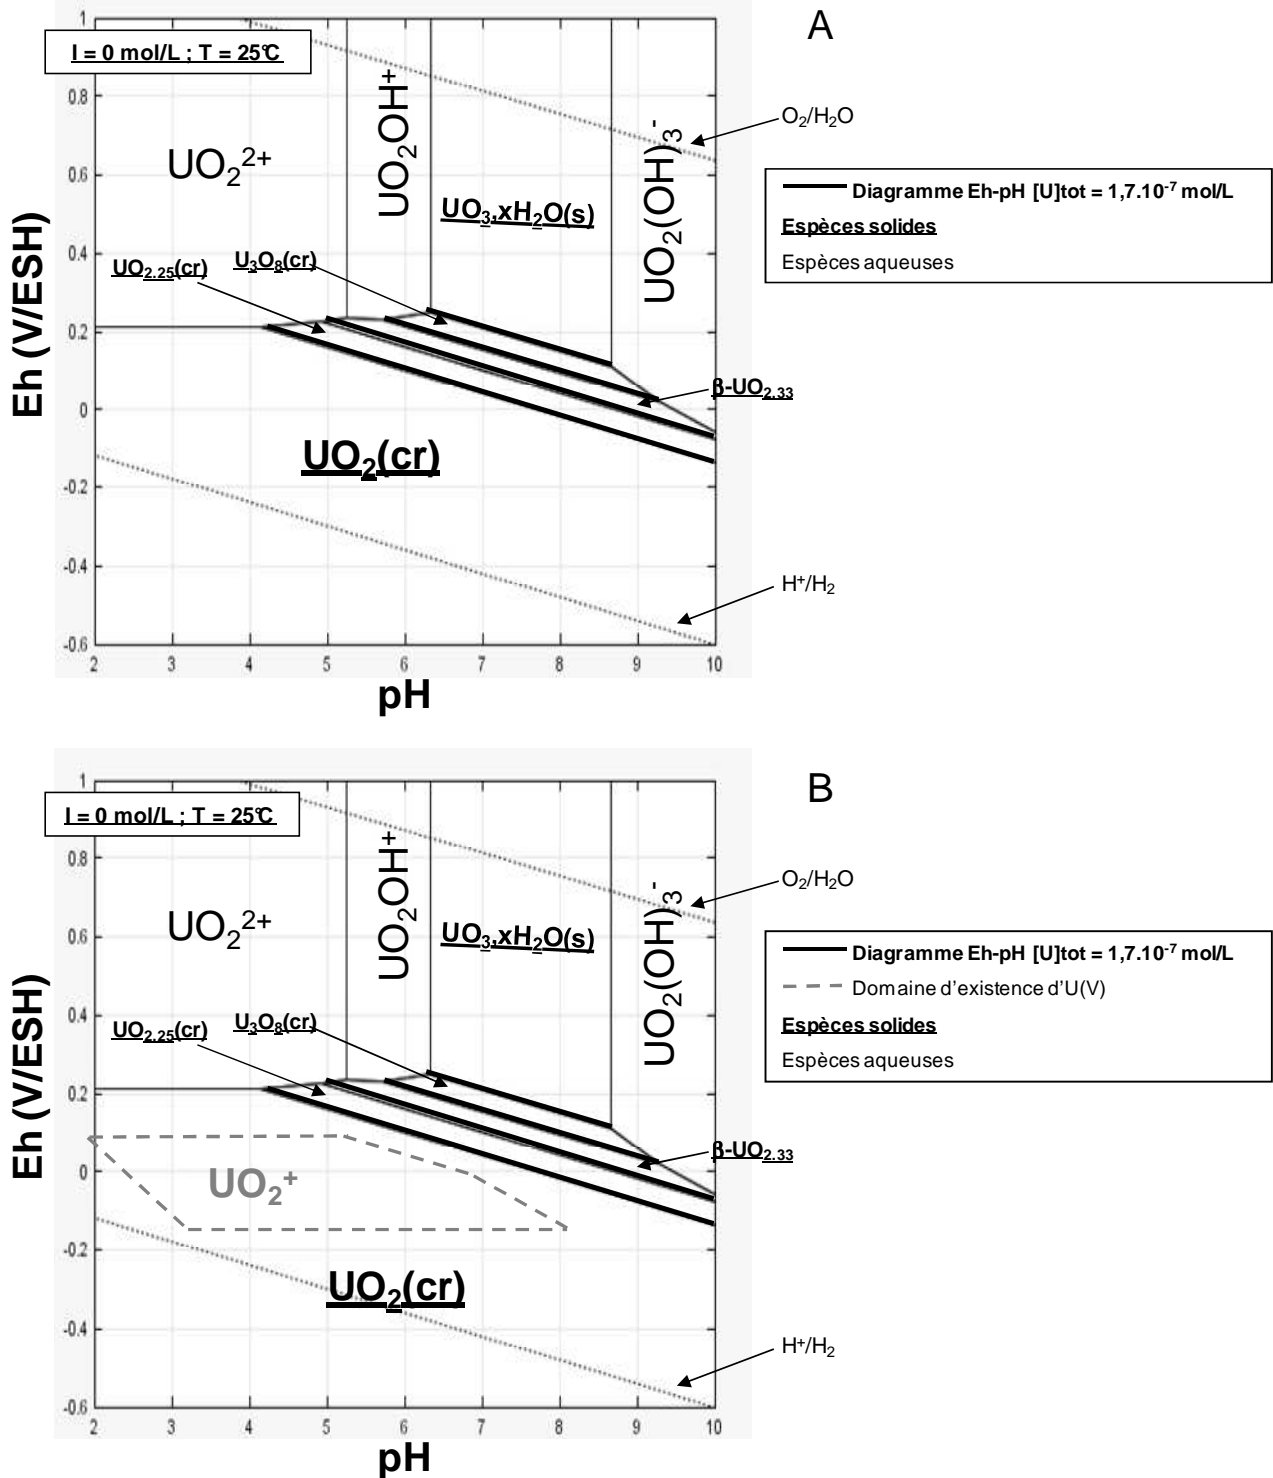 A
I = 0 mol/L ; T = 25°C
1
0.8
0.6
0.4
0.2
0
-0.2
-0.4
-0.6
2 3 4 5 6 7 8 9 10
Eh (V/ESH)
pH
UO₂²⁺
UO₂OH⁺
UO₃,xH₂O(s)
UO₂(OH)₃⁻
UO₂.₂₅(cr)
U₃O₈(cr)
β-UO₂.₃₃
UO₂(cr)
O₂/H₂O
H⁺/H₂
Diagramme Eh-pH [U]tot = 1,7.10⁻⁷ mol/L
Espèces solides
Espèces aqueuses
B
I = 0 mol/L ; T = 25°C
1
0.8
0.6
0.4
0.2
0
-0.2
-0.4
-0.6
2 3 4 5 6 7 8 9 10
Eh (V/ESH)
pH
UO₂²⁺
UO₂OH⁺
UO₃,xH₂O(s)
UO₂(OH)₃⁻
UO₂.₂₅(cr)
U₃O₈(cr)
β-UO₂.₃₃
UO₂⁺
UO₂(cr)
O₂/H₂O
H⁺/H₂
Diagramme Eh-pH [U]tot = 1,7.10⁻⁷ mol/L
Domaine d'existence d'U(V)
Espèces solides
Espèces aqueuses